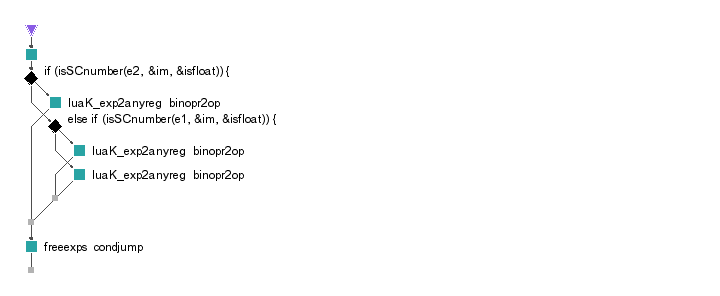 if (isSCnumber(e2, &im, &isfloat)) {
luaK_exp2anyreg binopr2op
else if (isSCnumber(e1, &im, &isfloat)) {
luaK_exp2anyreg binopr2op
luaK_exp2anyreg binopr2op
freeexps condjump